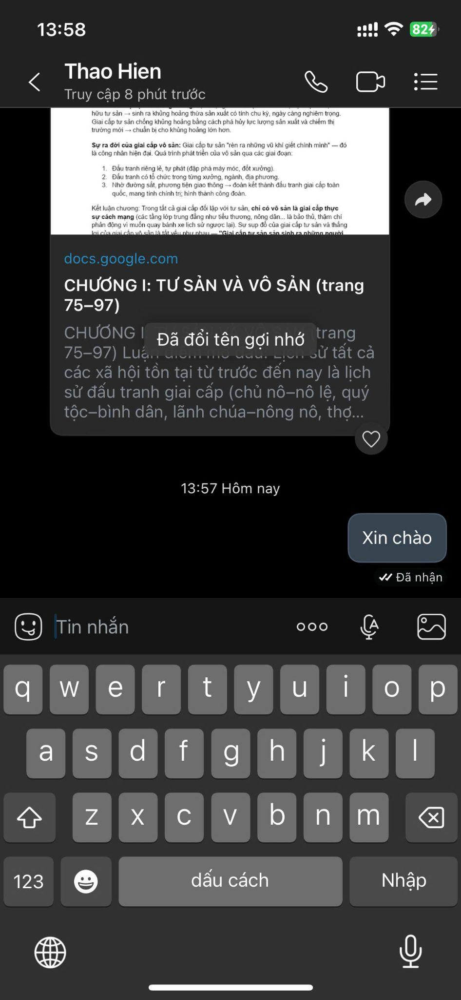 13:58
82
Thao Hien
Truy cập 8 phút trước
hữu tư sản → sinh ra khủng hoảng thừa sản xuất có tính chu kỳ, ngày càng nghiêm trọng.
Giai cấp tư sản chống khủng hoảng bằng cách phá hủy lực lượng sản xuất và chiếm thị
trường mới → chuẩn bị cho khủng hoảng lớn hơn.
Sự ra đời của giai cấp vô sản: Giai cấp tư sản "rèn ra những vũ khí giết chính mình" — đó
là công nhân hiện đại. Quá trình phát triển của vô sản qua các giai đoạn:
1. Đấu tranh riêng lẻ, tự phát (đập phá máy móc, đốt xưởng).
2. Đấu tranh có tổ chức trong từng xưởng, ngành, địa phương.
3. Nhờ đường sắt, phương tiện giao thông → đoàn kết thành đấu tranh giai cấp toàn
quốc, mang tính chính trị; hình thành công đoàn.
Kết luận chương: Trong tất cả giai cấp đối lập với tư sản, chỉ có vô sản là giai cấp thực
sự cách mạng (các tầng lớp trung đẳng như tiểu thương, nông dân... là bảo thủ, thậm chí
phản động vì muốn quay bánh xe lịch sử ngược lại). Sự sụp đổ của giai cấp tư sản và thắng
lợi của giai cấp vô sản là tất yếu như nhau — "Giai cấp tư sản sản sinh ra những người
docs.google.com
CHƯƠNG I: TƯ SẢN VÀ VÔ SẢN (trang
75–97)
CHƯƠNG I: TƯ SẢN VÀ VÔ SẢN (trang
Đã đổi tên gợi nhớ
75–97) Luận điểm mở đầu: Lịch sử tất cả
các xã hội tồn tại từ trước đến nay là lịch
sử đấu tranh giai cấp (chủ nô–nô lệ, quý
tộc–bình dân, lãnh chúa–nông nô, thợ...
13:57 Hôm nay
Xin chào
Đã nhận
Tin nhắn
A
q w e r t y u i o p
a s d f g h j k l
z x c v b n m
123 dấu cách Nhập